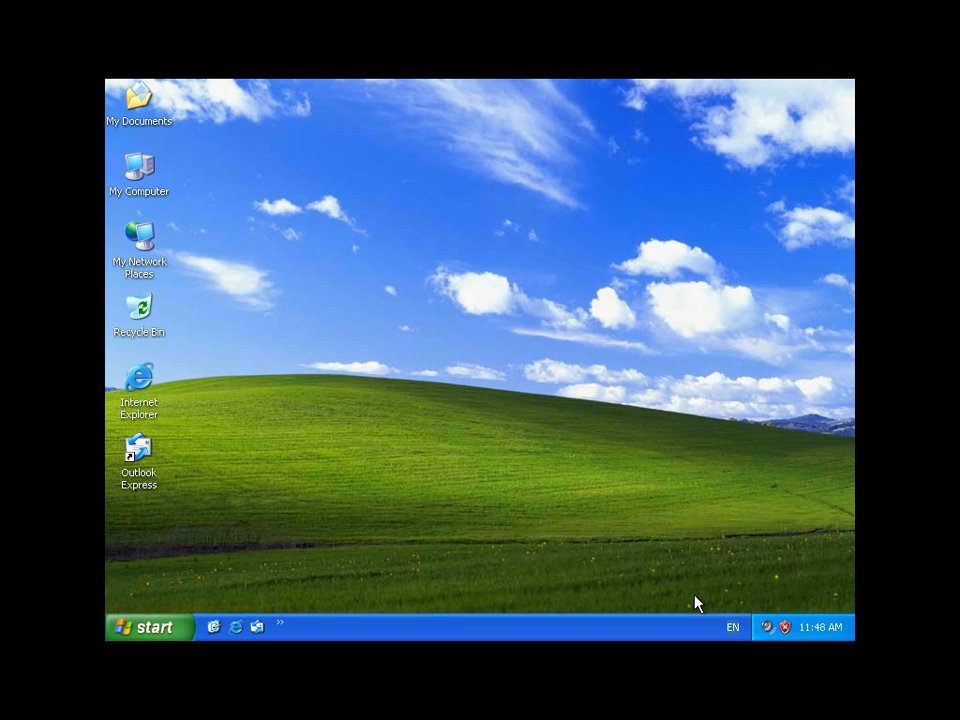 My Documents
My Computer
My Network
Places
Recycle Bin
Internet
Explorer
Outlook
Express
start
EN
11:48 AM